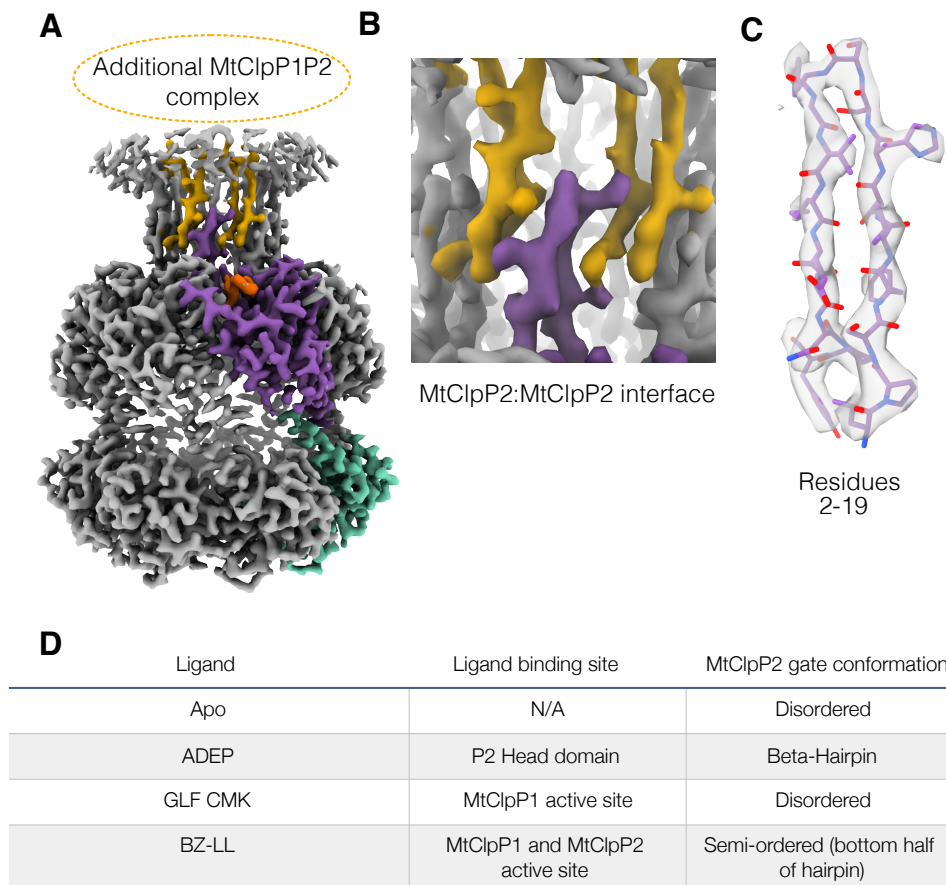 A
Additional MtClpP1P2
complex
B
MtClpP2:MtClpP2 interface
C
Residues
2-19
D
Ligand Ligand binding site MtClpP2 gate conformation
Apo N/A Disordered
ADEP P2 Head domain Beta-Hairpin
GLF CMK MtClpP1 active site Disordered
BZ-LL MtClpP1 and MtClpP2 Semi-ordered (bottom half
active site of hairpin)